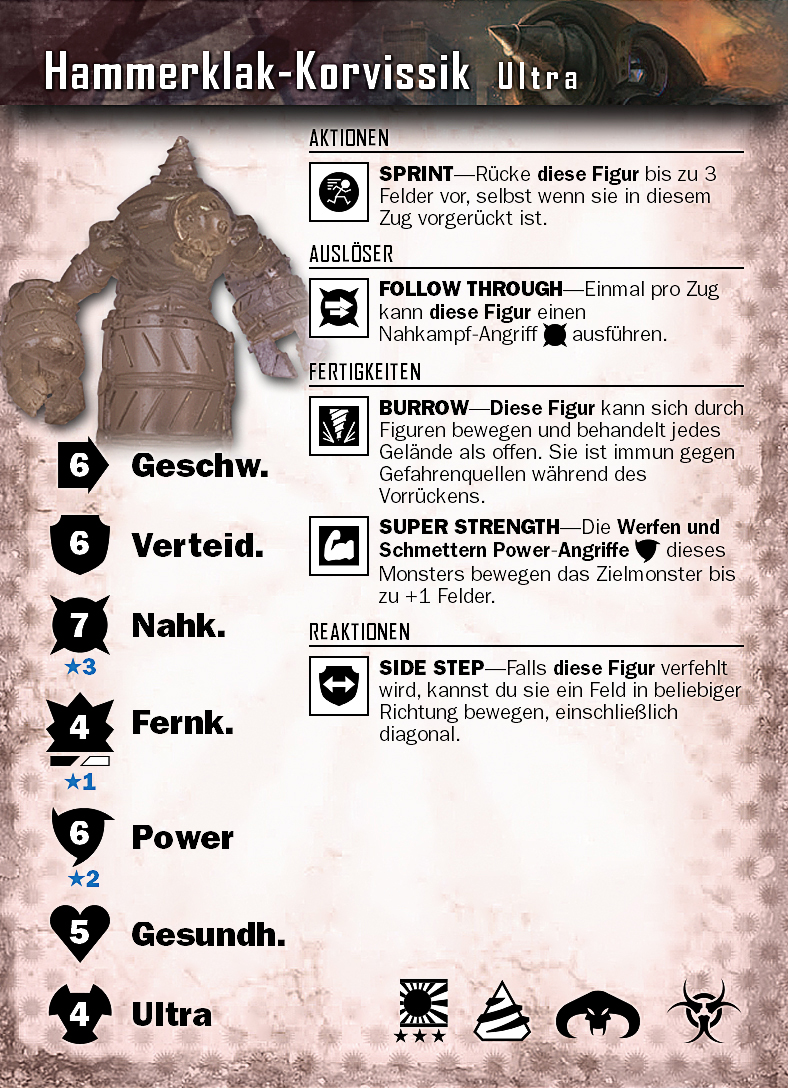 Hammerklak-Korvissik Ultra
AKTIONEN
SPRINT—Rücke diese Figur bis zu 3
Felder vor, selbst wenn sie in diesem
Zug vorgerückt ist.
AUSLÖSER
FOLLOW THROUGH—Einmal pro Zug
kann diese Figur einen
Nahkampf-Angriff ausführen.
FERTIGKEITEN
BURROW—Diese Figur kann sich durch
Figuren bewegen und behandelt jedes
Gelände als offen. Sie ist immun gegen
Gefahrenquellen während des
Vorrückens.
SUPER STRENGTH—Die Werfen und
Schmettern Power-Angriffe dieses
Monsters bewegen das Zielmonster bis
zu +1 Felder.
REAKTIONEN
SIDE STEP—Falls diese Figur verfehlt
wird, kannst du sie ein Feld in beliebiger
Richtung bewegen, einschließlich
diagonal.
6 Geschw.
6 Verteid.
7 Nahk.
★3
4 Fernk.
★1
6 Power
★2
5 Gesundh.
4 Ultra
★★★